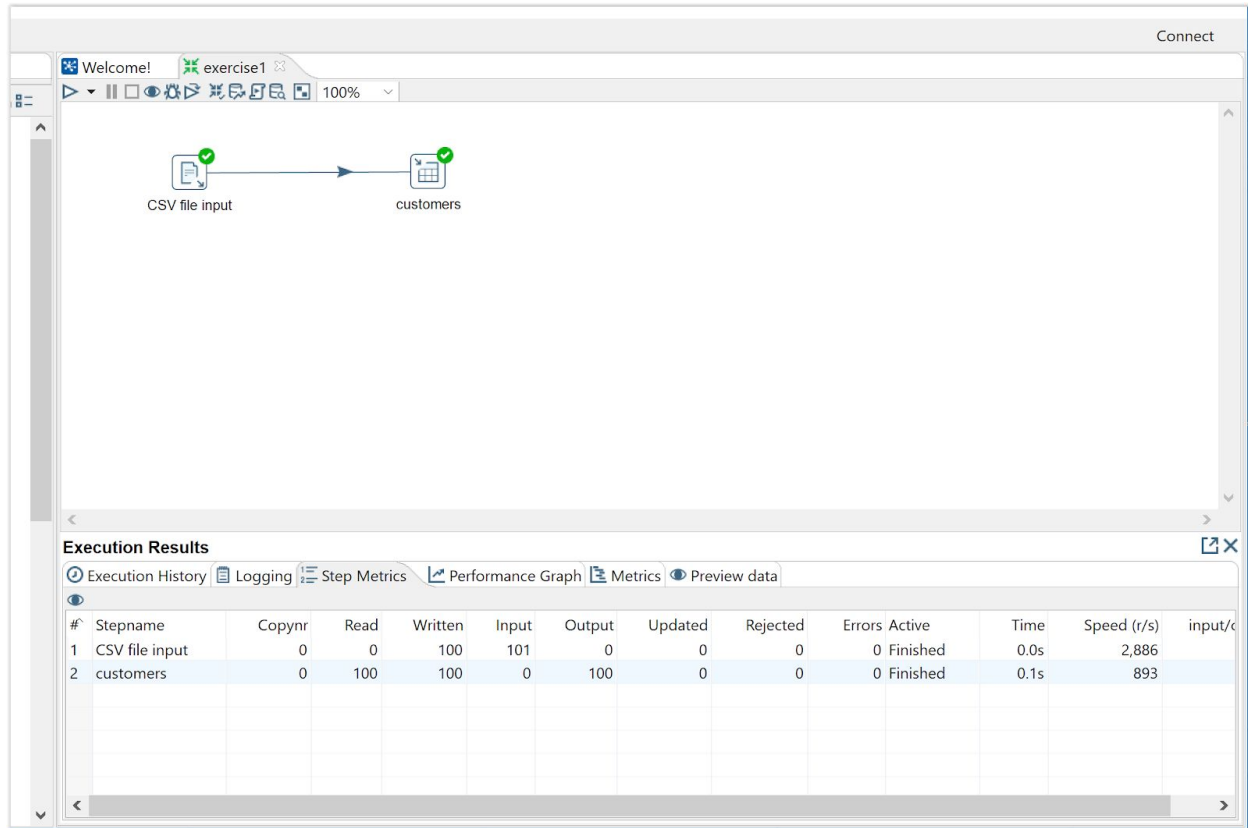 Connect
Welcome! exercise1
100%
CSV file input customers
Execution Results
Execution History Logging Step Metrics Performance Graph Metrics Preview data
# Stepname Copynr Read Written Input Output Updated Rejected Errors Active Time Speed (r/s) input/
1 CSV file input 0 0 100 101 0 0 0 0 Finished 0.0s 2,886
2 customers 0 100 100 0 100 0 0 0 Finished 0.1s 893